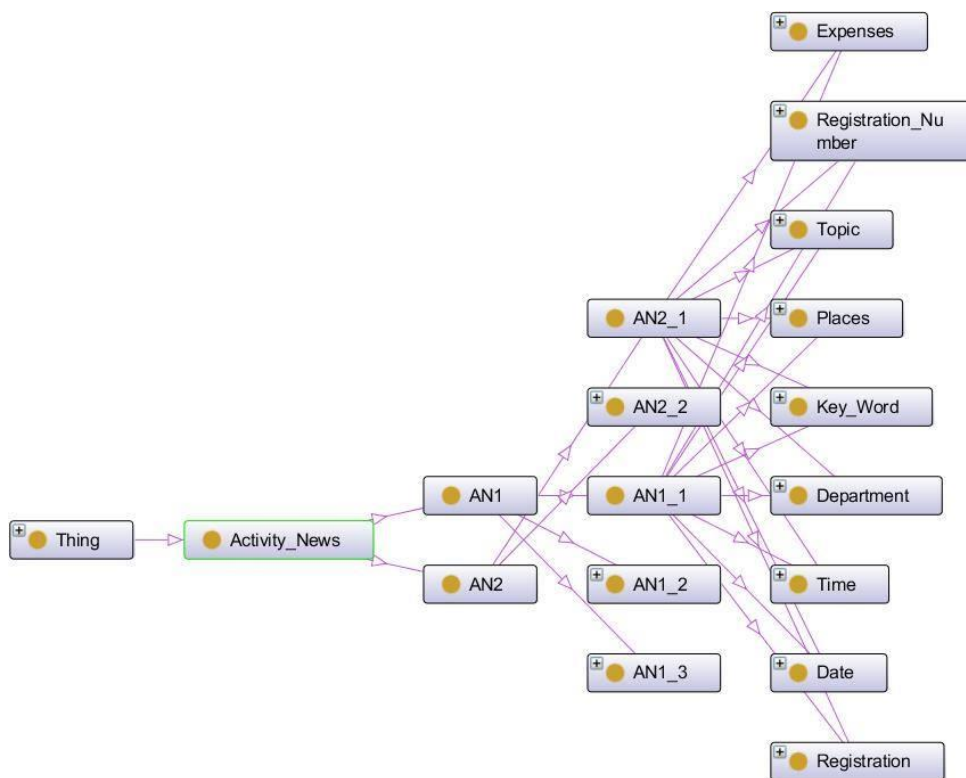 Expenses
Registration_Nu
mber
Topic
AN2_1
Places
AN2_2
Key_Word
AN1
AN1_1
Department
Thing
Activity_News
AN2
AN1_2
Time
AN1_3
Date
Registration